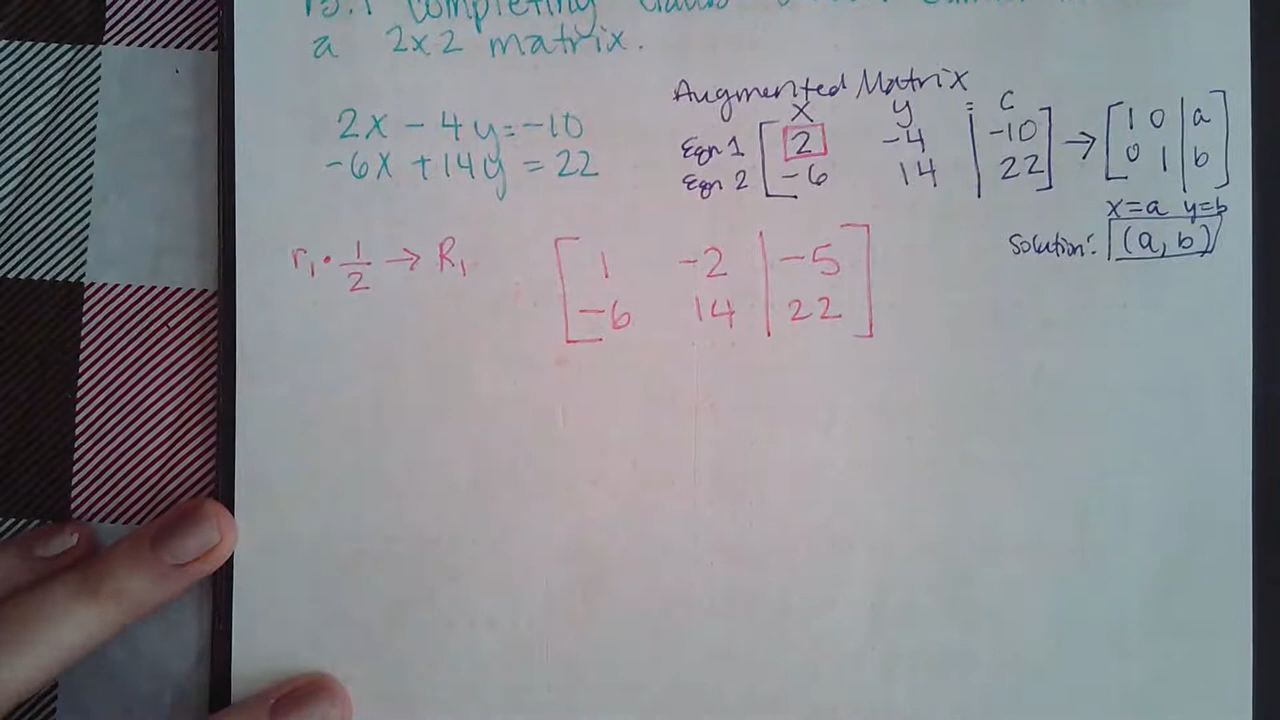 a 2x2 matrix.
2x - 4y = -10
-6x + 14y = 22
Augmented Matrix
x y = c
Eqn 1 [ 2 -4 | -10 ] → [ 1 0 | a ]
Eqn 2 [ -6 14 | 22 ] [ 0 1 | b ]
x=a y=b
Solution: (a, b)
r₁ · 1/2 → R₁ [ 1 -2 | -5 ]
[ -6 14 | 22 ]